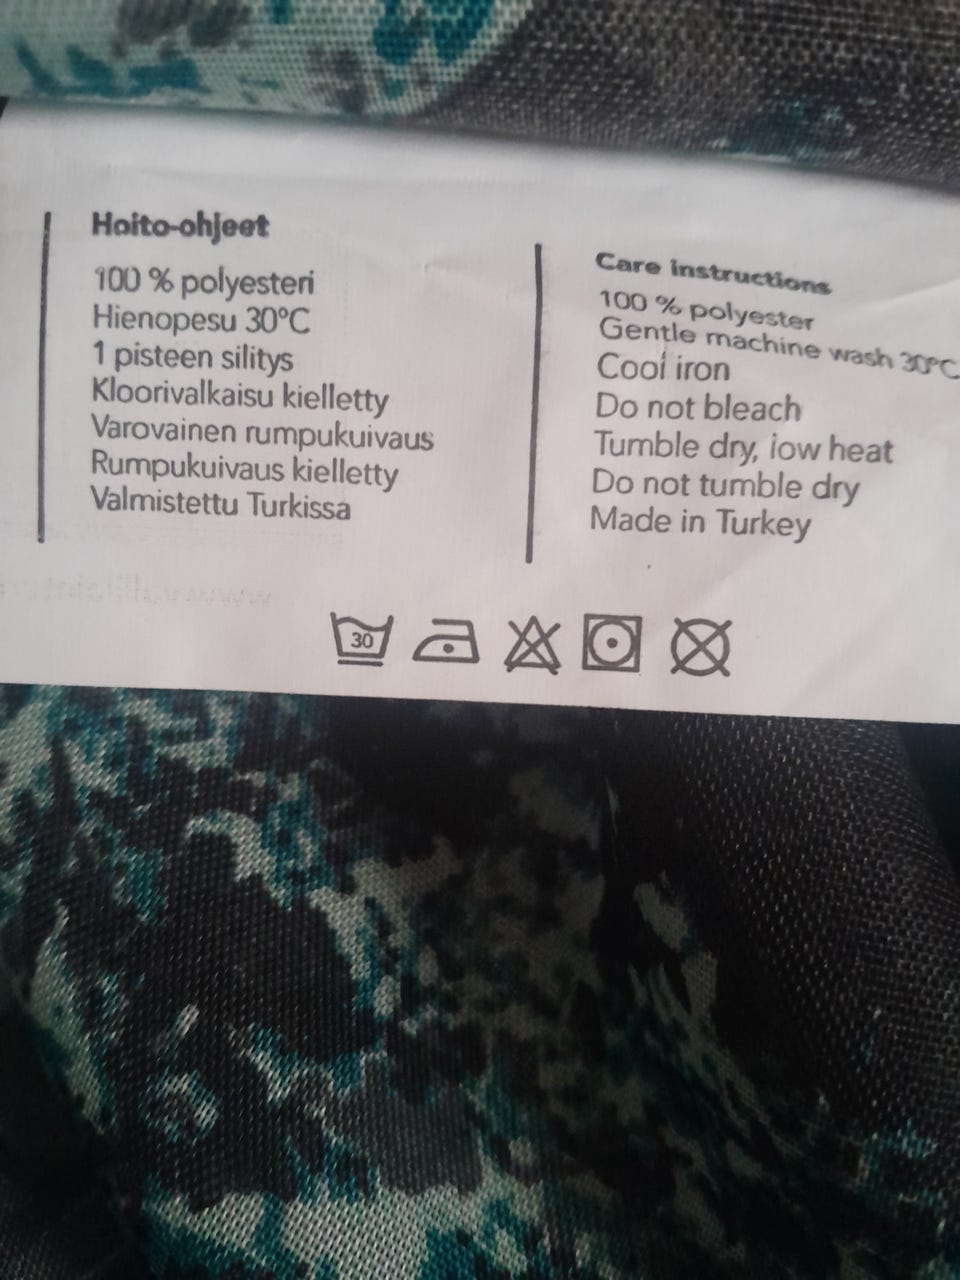 Hoito-ohjeet
100 % polyesteri
Hienopesu 30°C
1 pisteen silitys
Kloorivalkaisu kielletty
Varovainen rumpukuivaus
Rumpukuivaus kielletty
Valmistettu Turkissa
Care instructions
100 % polyester
Gentle machine wash 30°C
Cool iron
Do not bleach
Tumble dry, low heat
Do not tumble dry
Made in Turkey
30